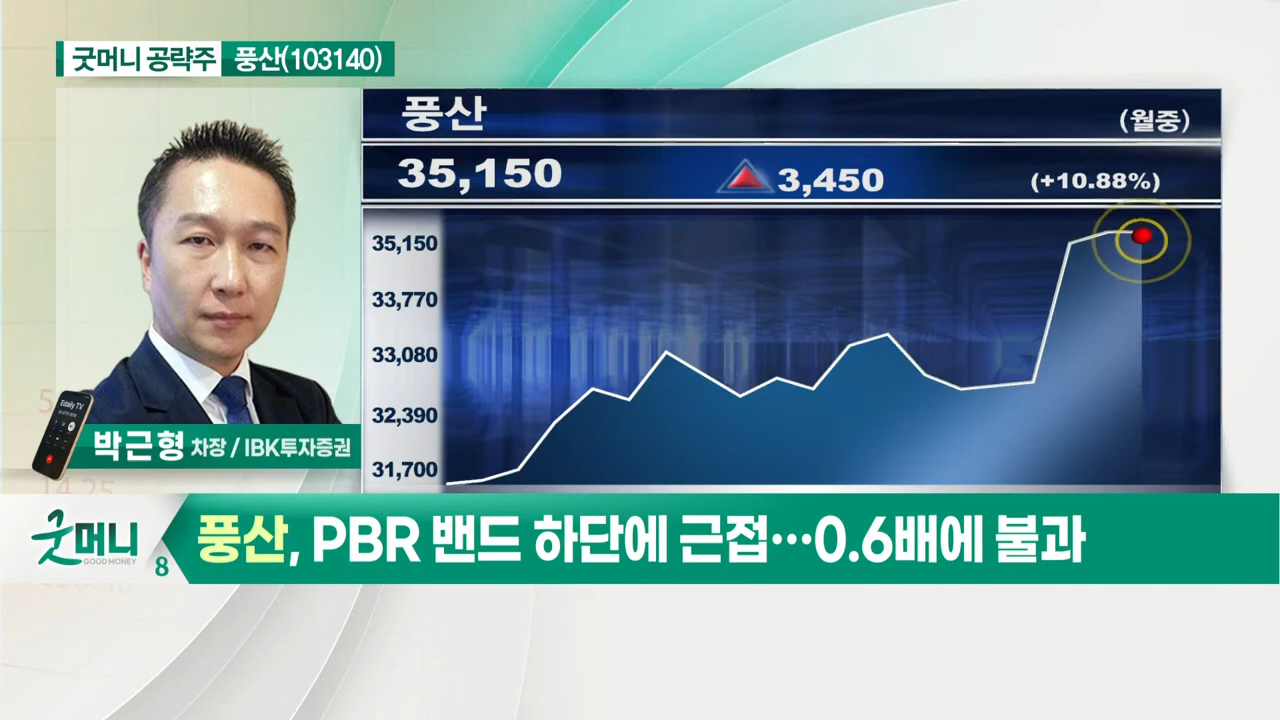 굿머니 공략주 풍산(103140)
풍산
(월중)
35,150 3,450 (+10.88%)
35,150
33,770
33,080
32,390
31,700
Edaily TV
박근형 차장 / IBK투자증권
굿머니
GOOD MONEY
8
풍산, PBR 밴드 하단에 근접…0.6배에 불과